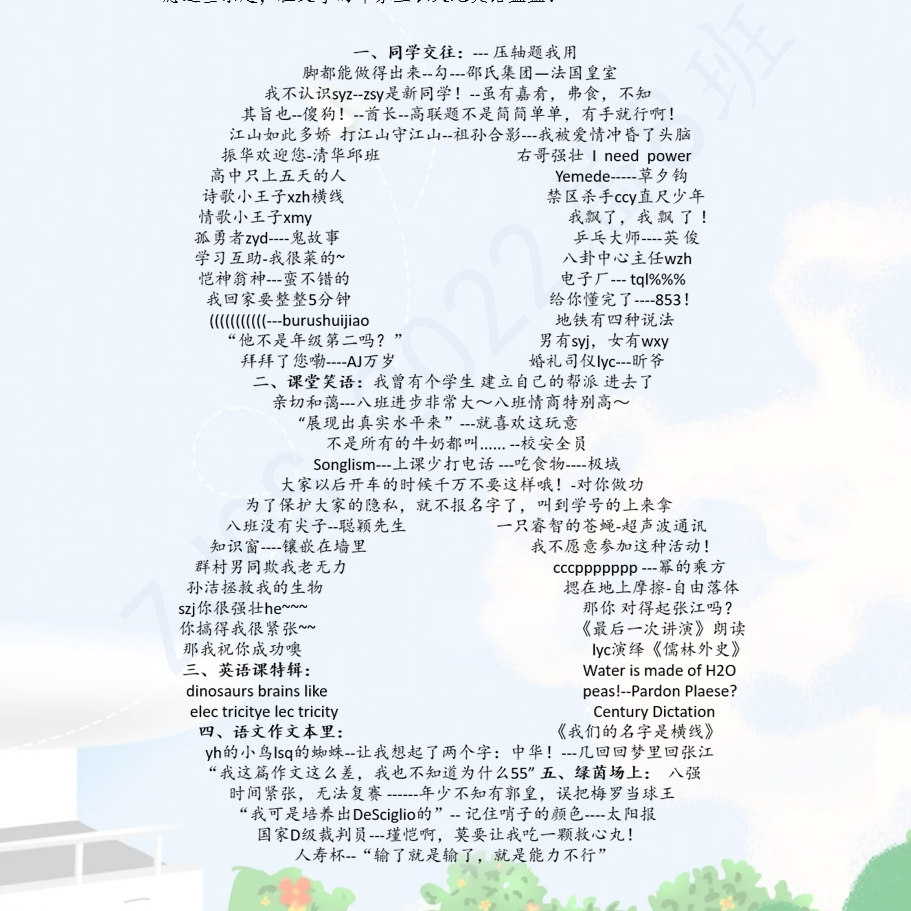 一、同学交往：--- 压轴题我用
脚都能做得出来--勾---邵氏集团—法国皇室
我不认识syz--zsy是新同学！--虽有嘉肴，弗食，不知
其旨也--傻狗！--酋长--高联题不是简简单单，有手就行啊！
江山如此多娇 打江山守江山--祖孙合影---我被爱情冲昏了头脑
振华欢迎您-清华邱班 右哥强壮 I need power
高中只上五天的人 Yemede-----草夕钩
诗歌小王子xzh横线 禁区杀手ccy直尺少年
情歌小王子xmy 我飘了，我 飘 了！
孤勇者zyd----鬼故事 乒乓大师----英 俊
学习互助-我很菜的~ 八卦中心主任wzh
恺神翁神---蛮不错的 电子厂--- tql%%%
我回家要整整5分钟 给你懂完了----853！
(((((((((((---burushuijiao 地铁有四种说法
“他不是年级第二吗？” 男有syj，女有wxy
拜拜了您嘞----AJ万岁 婚礼司仪lyc---昕爷
二、课堂笑语：我曾有个学生 建立自己的帮派 进去了
亲切和蔼---八班进步非常大～八班情商特别高～
“展现出真实水平来”---就喜欢这玩意
不是所有的牛奶都叫...... --校安全员
Songlism---上课少打电话 ---吃食物----极域
大家以后开车的时候千万不要这样哦！-对你做功
为了保护大家的隐私，就不报名字了，叫到学号的上来拿
八班没有尖子--聪颖先生 一只睿智的苍蝇-超声波通讯
知识窗----镶嵌在墙里 我不愿意参加这种活动！
群村男同欺我老无力 cccppppppp ---幂的乘方
孙洁拯救我的生物 摁在地上摩擦-自由落体
szj你很强壮he~~~ 那你 对得起张江吗？
你搞得我很紧张~~ 《最后一次讲演》朗读
那我祝你成功噢 lyc演绎《儒林外史》
三、英语课特辑： Water is made of H2O
dinosaurs brains like peas!--Pardon Plaese?
elec tricitye lec tricity Century Dictation
四、语文作文本里： 《我们的名字是横线》
yh的小鸟lsq的蜘蛛--让我想起了两个字：中华！---几回回梦里回张江
“我这篇作文这么差，我也不知道为什么55” 五、绿茵场上： 八强
时间紧张，无法复赛 ------年少不知有郭皇，误把梅罗当球王
“我可是培养出DeSciglio的” -- 记住哨子的颜色----太阳报
国家D级裁判员---瑾恺啊，莫要让我吃一颗救心丸！
人寿杯--“输了就是输了，就是能力不行”